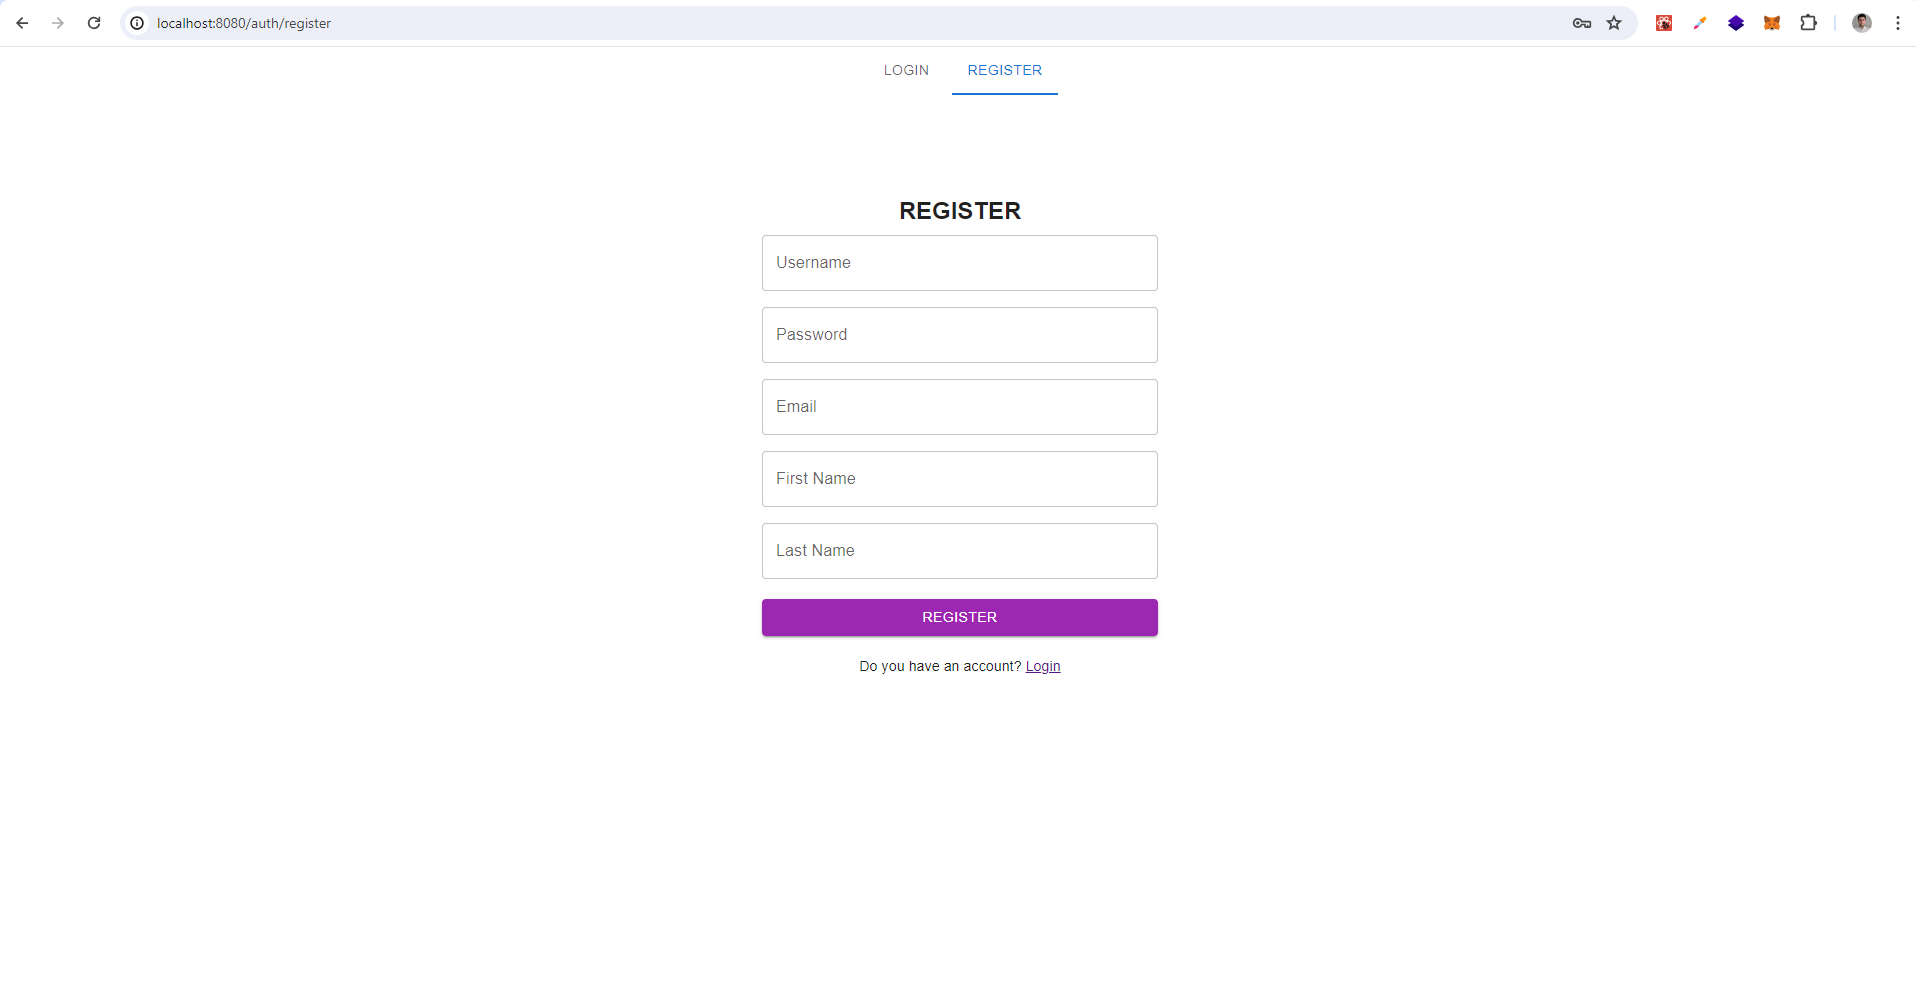 localhost:8080/auth/register
LOGIN REGISTER
REGISTER
Username
Password
Email
First Name
Last Name
REGISTER
Do you have an account? Login